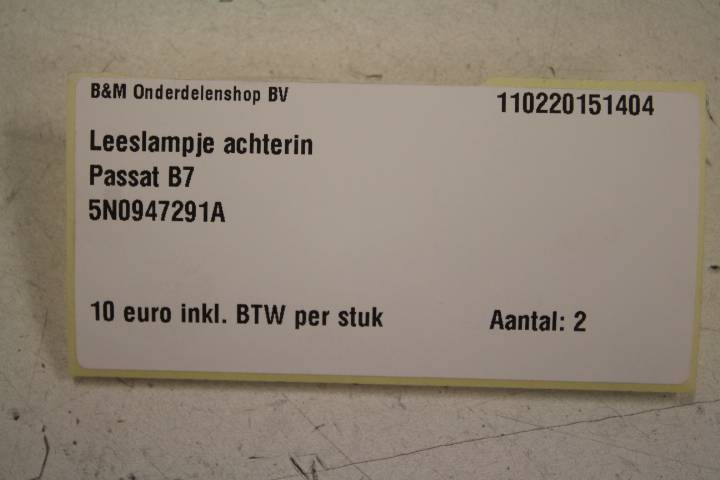 B&M Onderdelenshop BV
110220151404
Leeslampje achterin
Passat B7
5N0947291A
10 euro inkl. BTW per stuk
Aantal: 2